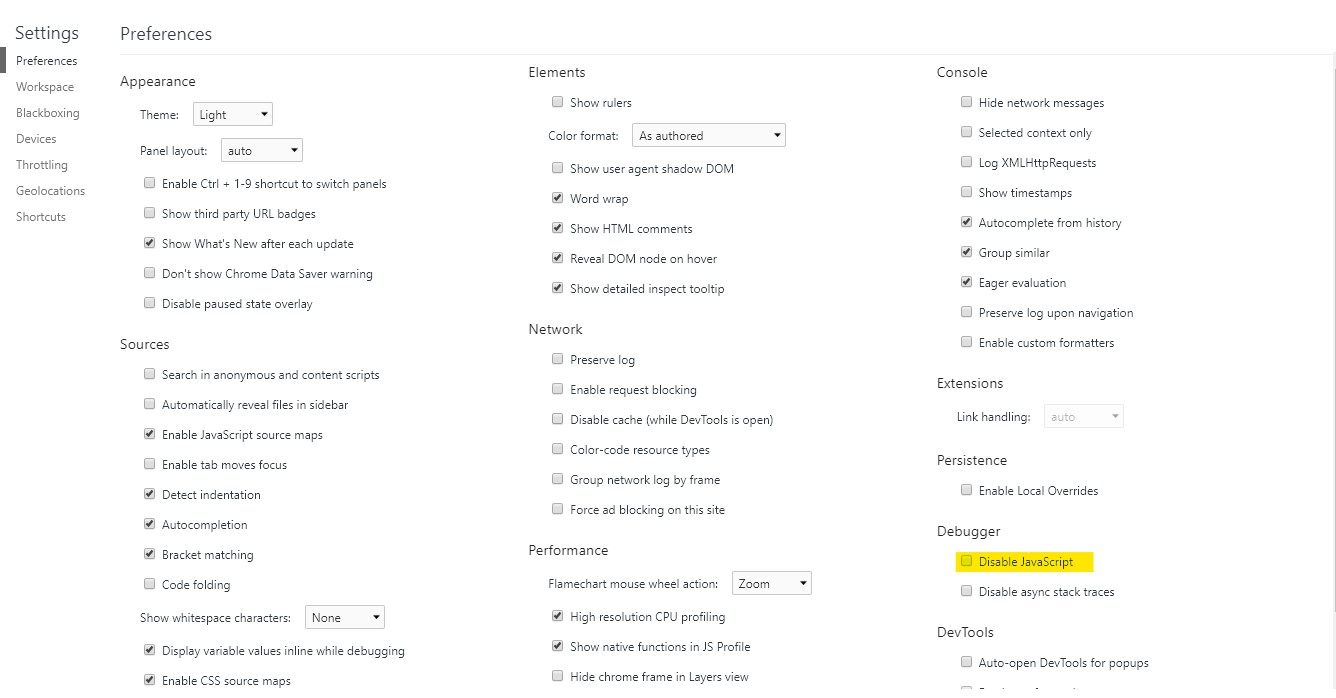 Settings
Preferences
Workspace
Blackboxing
Devices
Throttling
Geolocations
Shortcuts
Preferences
Appearance
Theme: Light
Panel layout: auto
Enable Ctrl + 1-9 shortcut to switch panels
Show third party URL badges
Show What's New after each update
Don't show Chrome Data Saver warning
Disable paused state overlay
Sources
Search in anonymous and content scripts
Automatically reveal files in sidebar
Enable JavaScript source maps
Enable tab moves focus
Detect indentation
Autocompletion
Bracket matching
Code folding
Show whitespace characters: None
Display variable values inline while debugging
Enable CSS source maps
Elements
Show rulers
Color format: As authored
Show user agent shadow DOM
Word wrap
Show HTML comments
Reveal DOM node on hover
Show detailed inspect tooltip
Network
Preserve log
Enable request blocking
Disable cache (while DevTools is open)
Color-code resource types
Group network log by frame
Force ad blocking on this site
Performance
Flamechart mouse wheel action: Zoom
High resolution CPU profiling
Show native functions in JS Profile
Hide chrome frame in Layers view
Console
Hide network messages
Selected context only
Log XMLHttpRequests
Show timestamps
Autocomplete from history
Group similar
Eager evaluation
Preserve log upon navigation
Enable custom formatters
Extensions
Link handling: auto
Persistence
Enable Local Overrides
Debugger
Disable JavaScript
Disable async stack traces
DevTools
Auto-open DevTools for popups